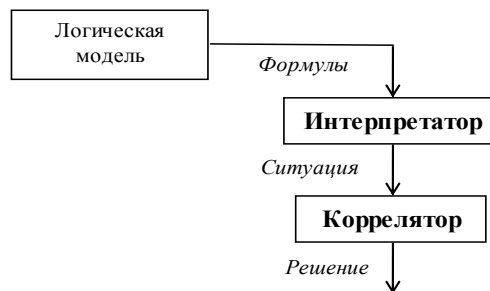 Логическая
модель
Формулы
Интерпретатор
Ситуация
Коррелятор
Решение